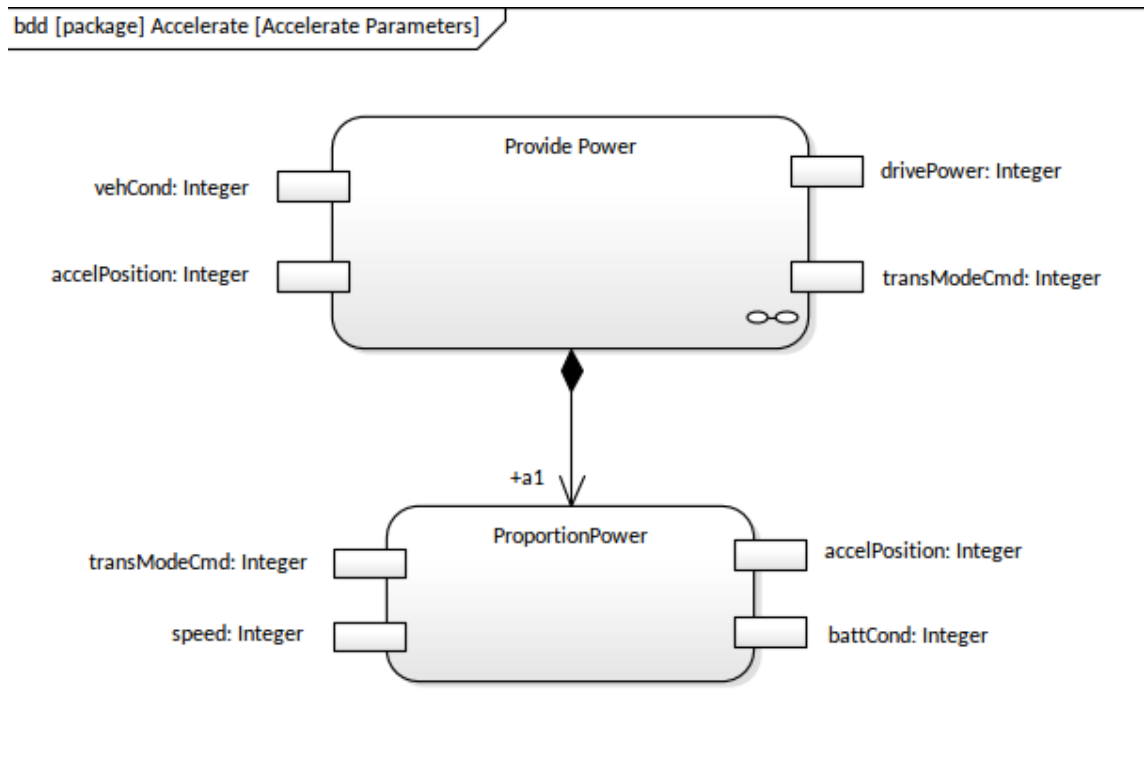 bdd [package] Accelerate [Accelerate Parameters]
Provide Power
vehCond: Integer
drivePower: Integer
accelPosition: Integer
transModeCmd: Integer
+a1
ProportionPower
transModeCmd: Integer
accelPosition: Integer
speed: Integer
battCond: Integer